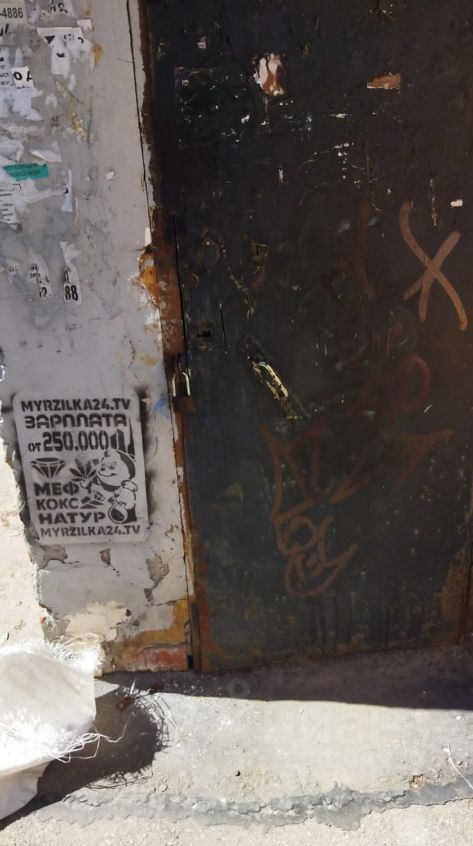 -4886
88
MYRZILKA24.TV
ЗАРПЛАТА
от 250.000
МЕФ
КОКС
НАТУР
MYRZILKA24.TV
X